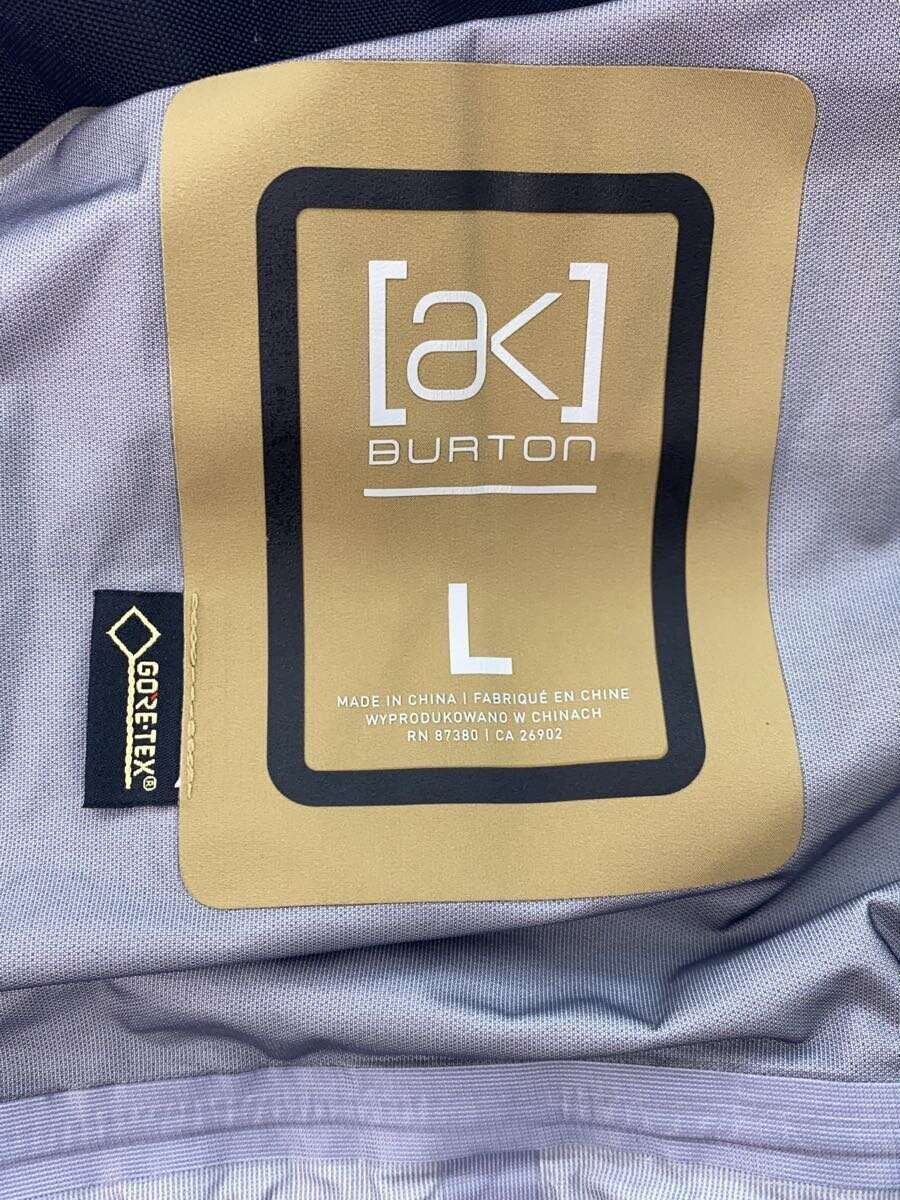 [ak]
BURTON
L
MADE IN CHINA | FABRIQUÉ EN CHINE
WYPRODUKOWANO W CHINACH
RN 87380 | CA 26902
GORE-TEX®